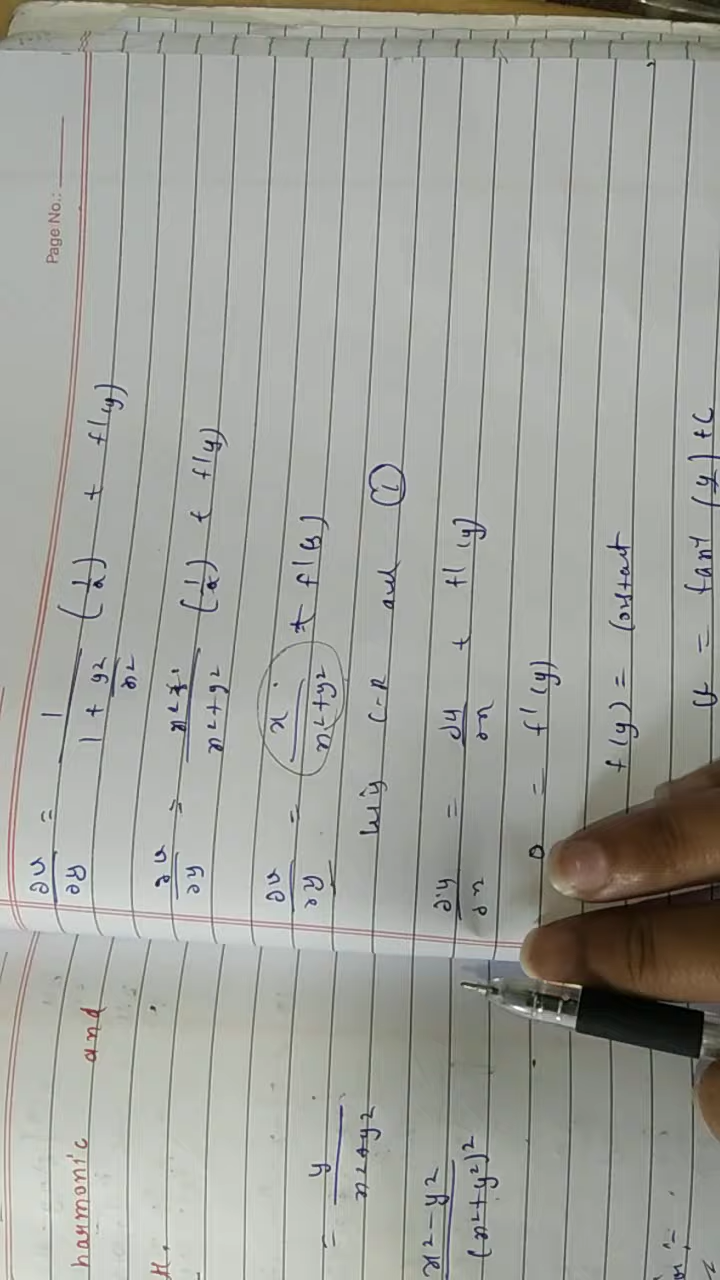 Page No.:
∂u/∂y = 1/(1 + y²/x²) (1/x) + f'(y)
∂u/∂y = x²/(x²+y²) (1/x) + f'(y)
∂u/∂y = x/(x²+y²) + f'(y)
C-R and ①
∂u/∂x = ∂u/∂x + f'(y)
0 = f'(y)
f(y) = constant
= tan⁻¹ (y/) + C
harmonic and
= y/(x²+y²)
x²-y²/(x²+y²)²